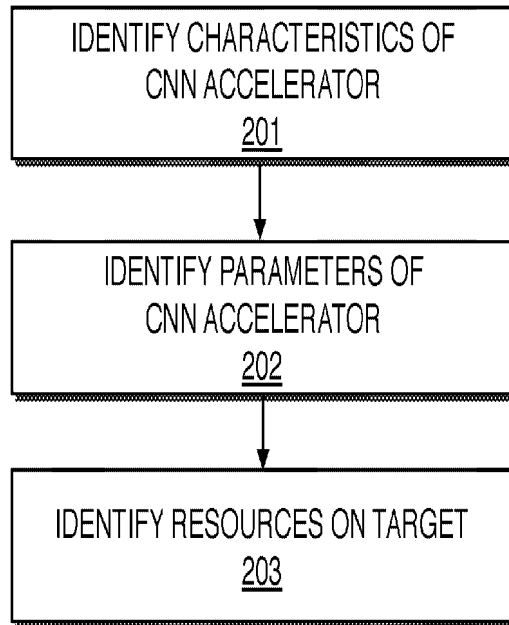 IDENTIFY CHARACTERISTICS OF
CNN ACCELERATOR
201
IDENTIFY PARAMETERS OF
CNN ACCELERATOR
202
IDENTIFY RESOURCES ON TARGET
203